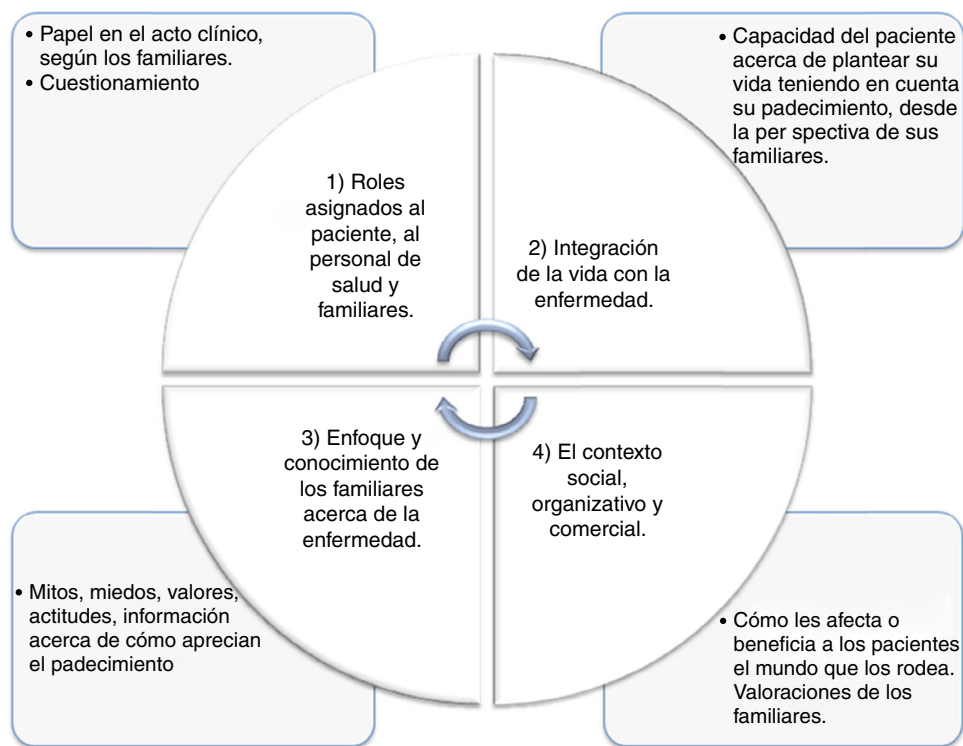 • Papel en el acto clínico,
según los familiares.
• Cuestionamiento
• Capacidad del paciente
acerca de plantear su
vida teniendo en cuenta
su padecimiento, desde
la per spectiva de sus
familiares.
1) Roles
asignados al
paciente, al
personal de
salud y
familiares.
2) Integración
de la vida con la
enfermedad.
3) Enfoque y
conocimiento de
los familiares
acerca de la
enfermedad.
4) El contexto
social,
organizativo y
comercial.
• Mitos, miedos, valores,
actitudes, información
acerca de cómo aprecian
el padecimiento
• Cómo les afecta o
beneficia a los pacientes
el mundo que los rodea.
Valoraciones de los
familiares.